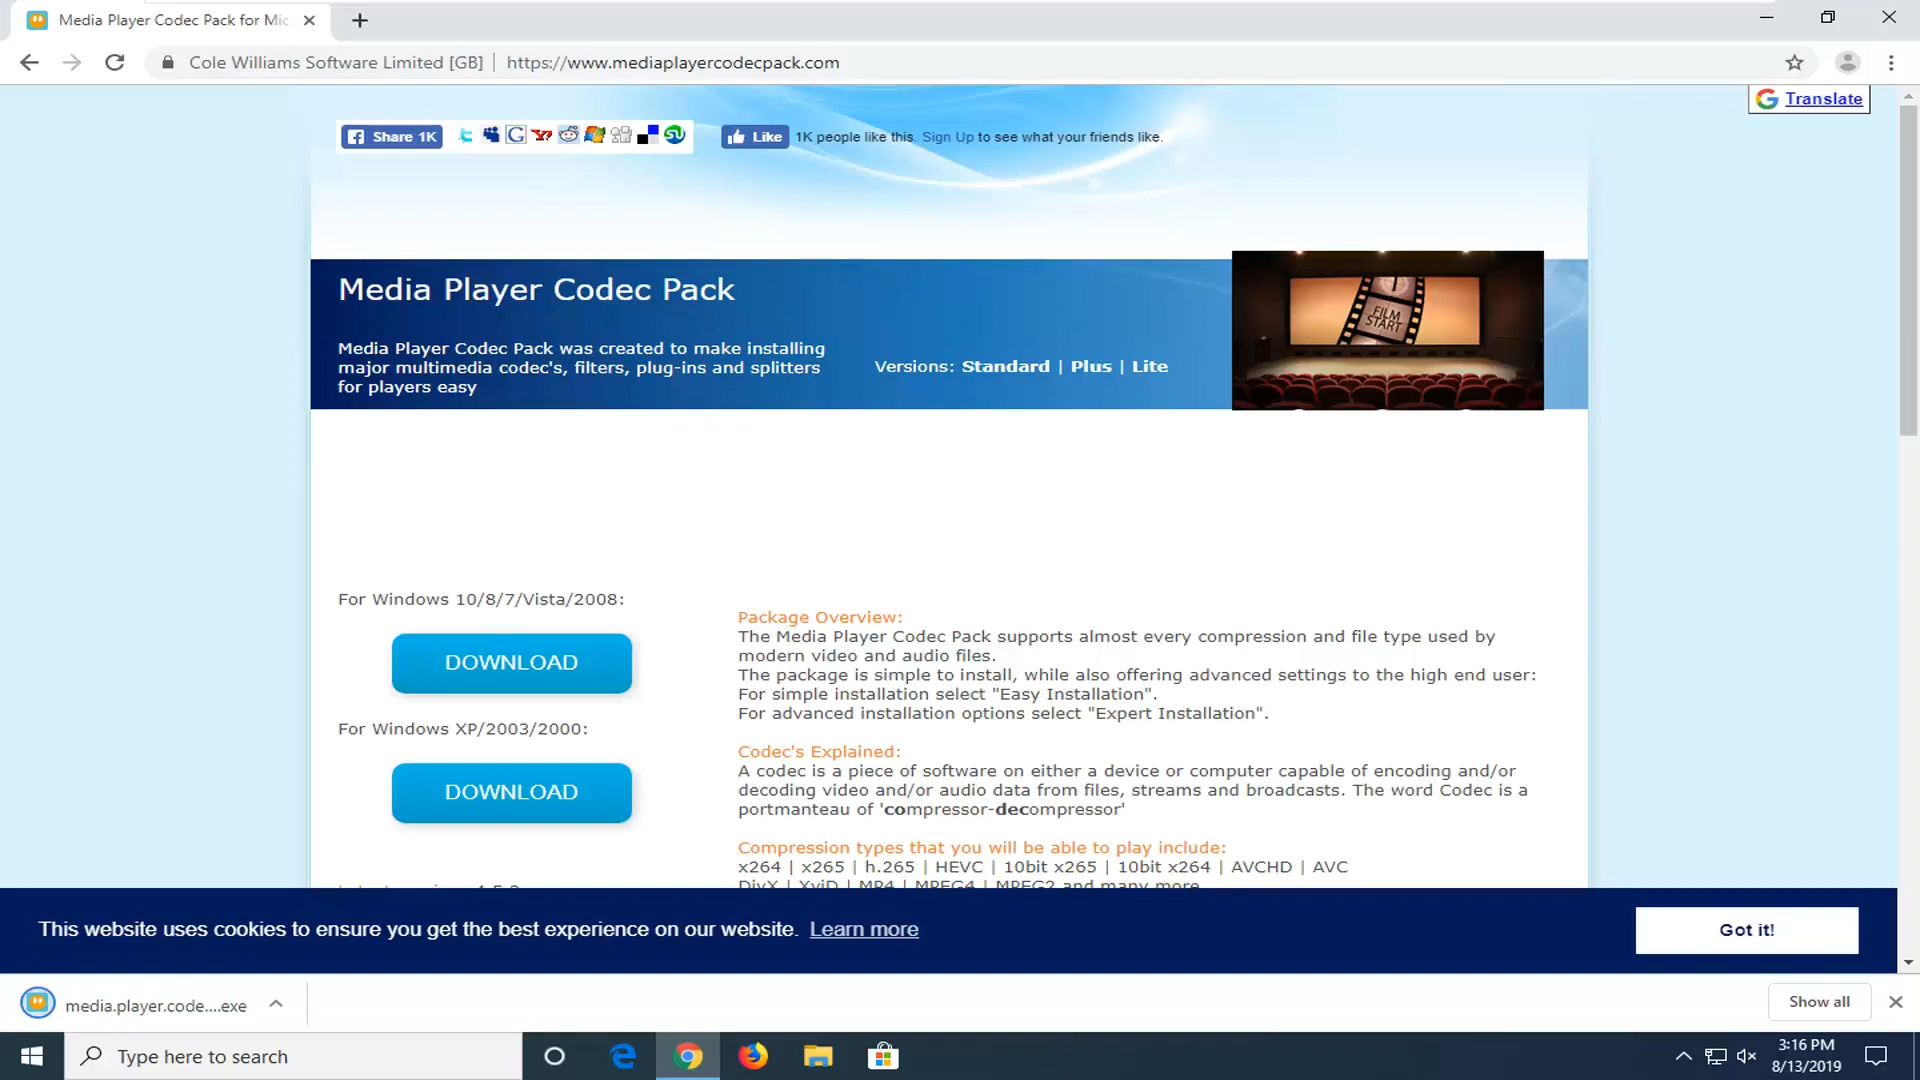 Media Player Codec Pack for Mic
Cole Williams Software Limited [GB]
https://www.mediaplayercodecpack.com
Translate
Share 1K
Like
1K people like this. Sign Up to see what your friends like.
Media Player Codec Pack
Media Player Codec Pack was created to make installing
major multimedia codec's, filters, plug-ins and splitters
for players easy
Versions: Standard | Plus | Lite
FILM
START
For Windows 10/8/7/Vista/2008:
DOWNLOAD
For Windows XP/2003/2000:
DOWNLOAD
Package Overview:
The Media Player Codec Pack supports almost every compression and file type used by
modern video and audio files.
The package is simple to install, while also offering advanced settings to the high end user:
For simple installation select "Easy Installation".
For advanced installation options select "Expert Installation".
Codec's Explained:
A codec is a piece of software on either a device or computer capable of encoding and/or
decoding video and/or audio data from files, streams and broadcasts. The word Codec is a
portmanteau of 'compressor-decompressor'
Compression types that you will be able to play include:
x264 | x265 | h.265 | HEVC | 10bit x265 | 10bit x264 | AVCHD | AVC
DivX | XviD | MP4 | MPEG4 | MPEG2 and many more
This website uses cookies to ensure you get the best experience on our website. Learn more
Got it!
media.player.code....exe
Show all
Type here to search
3:16 PM
8/13/2019